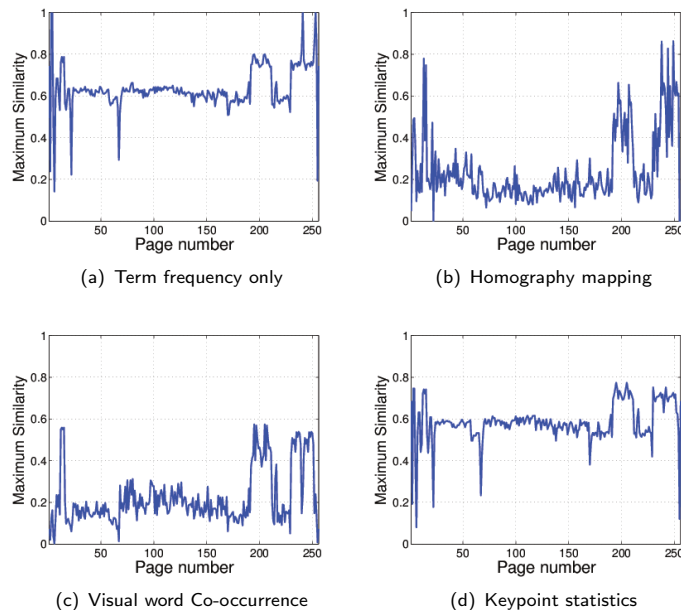 1
0.8
0.6
0.4
0.2
0
50 100 150 200 250
Maximum Similarity
Page number
(a) Term frequency only
1
0.8
0.6
0.4
0.2
0
50 100 150 200 250
Maximum Similarity
Page number
(b) Homography mapping
1
0.8
0.6
0.4
0.2
0
50 100 150 200 250
Maximum Similarity
Page number
(c) Visual word Co-occurrence
1
0.8
0.6
0.4
0.2
0
50 100 150 200 250
Maximum Similarity
Page number
(d) Keypoint statistics